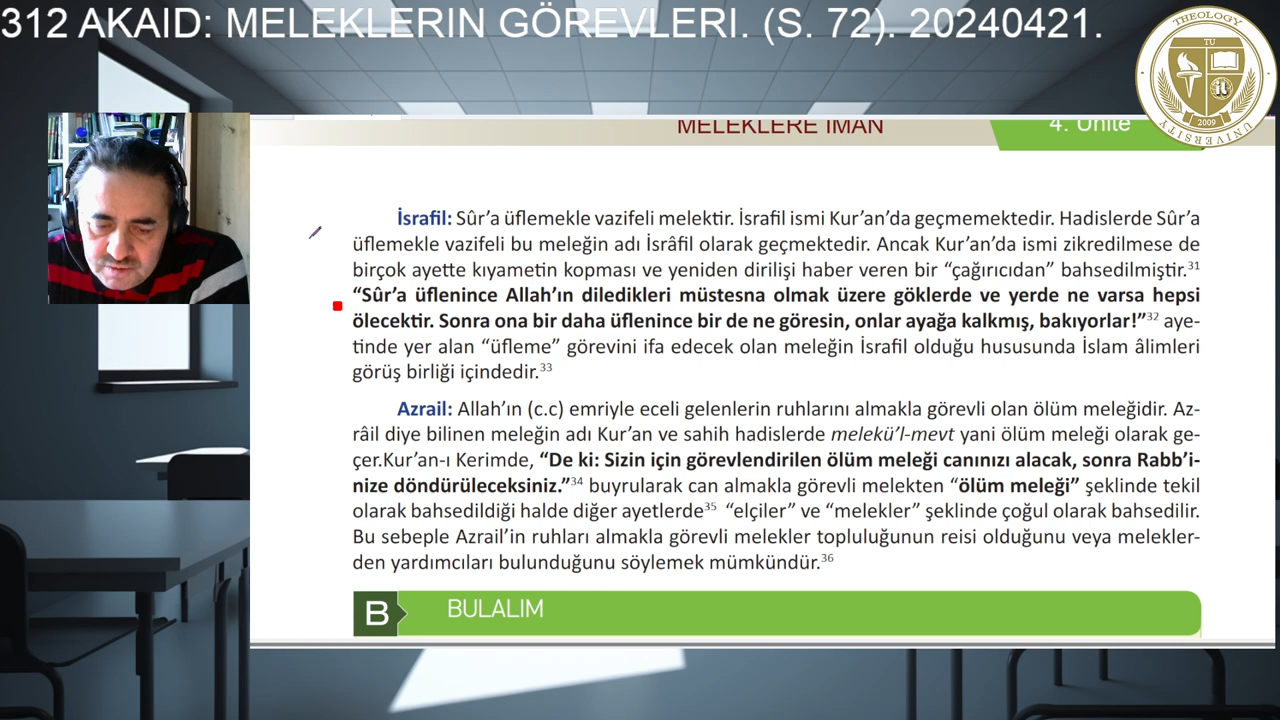 312 AKAID: MELEKLERIN GÖREVLERI. (S. 72). 20240421.
THEOLOGY
TU
2009
UNIVERSITY
MELEKLERE İMAN
4. Ünite
İsrafil: Sûr’a üflemekle vazifeli melektir. İsrafil ismi Kur’an’da geçmemektedir. Hadislerde Sûr’a
üflemekle vazifeli bu meleğin adı İsrâfil olarak geçmektedir. Ancak Kur’an’da ismi zikredilmese de
birçok ayette kıyametin kopması ve yeniden dirilişi haber veren bir “çağırıcıdan” bahsedilmiştir.31
“Sûr’a üflenince Allah’ın diledikleri müstesna olmak üzere göklerde ve yerde ne varsa hepsi
ölecektir. Sonra ona bir daha üflenince bir de ne göresin, onlar ayağa kalkmış, bakıyorlar!”32 aye-
tinde yer alan “üfleme” görevini ifa edecek olan meleğin İsrafil olduğu hususunda İslam âlimleri
görüş birliği içindedir.33
Azrail: Allah’ın (c.c) emriyle eceli gelenlerin ruhlarını almakla görevli olan ölüm meleğidir. Az-
râil diye bilinen meleğin adı Kur’an ve sahih hadislerde melekü’l-mevt yani ölüm meleği olarak ge-
çer.Kur’an-ı Kerimde, “De ki: Sizin için görevlendirilen ölüm meleği canınızı alacak, sonra Rabb’i-
nize döndürüleceksiniz.”34 buyrularak can almakla görevli melekten “ölüm meleği” şeklinde tekil
olarak bahsedildiği halde diğer ayetlerde35 “elçiler” ve “melekler” şeklinde çoğul olarak bahsedilir.
Bu sebeple Azrail’in ruhları almakla görevli melekler topluluğunun reisi olduğunu veya melekler-
den yardımcıları bulunduğunu söylemek mümkündür.36
B BULALIM